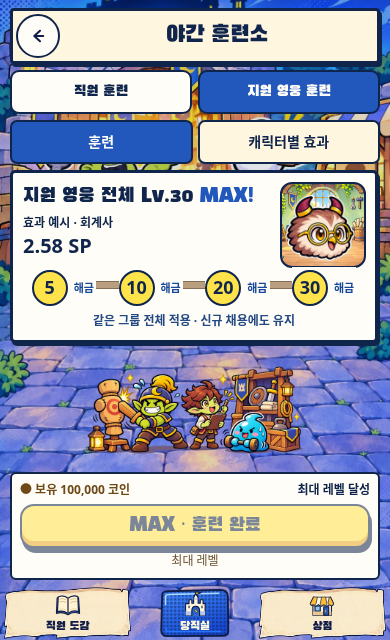 야간 훈련소
직원 훈련
지원 영웅 훈련
훈련
캐릭터별 효과
지원 영웅 전체 Lv.30 MAX!
효과 예시 · 회계사
2.58 SP
5 해금 10 해금 20 해금 30 해금
같은 그룹 전체 적용 · 신규 채용에도 유지
보유 100,000 코인
최대 레벨 달성
MAX · 훈련 완료
최대 레벨
직원 도감
당직실
상점